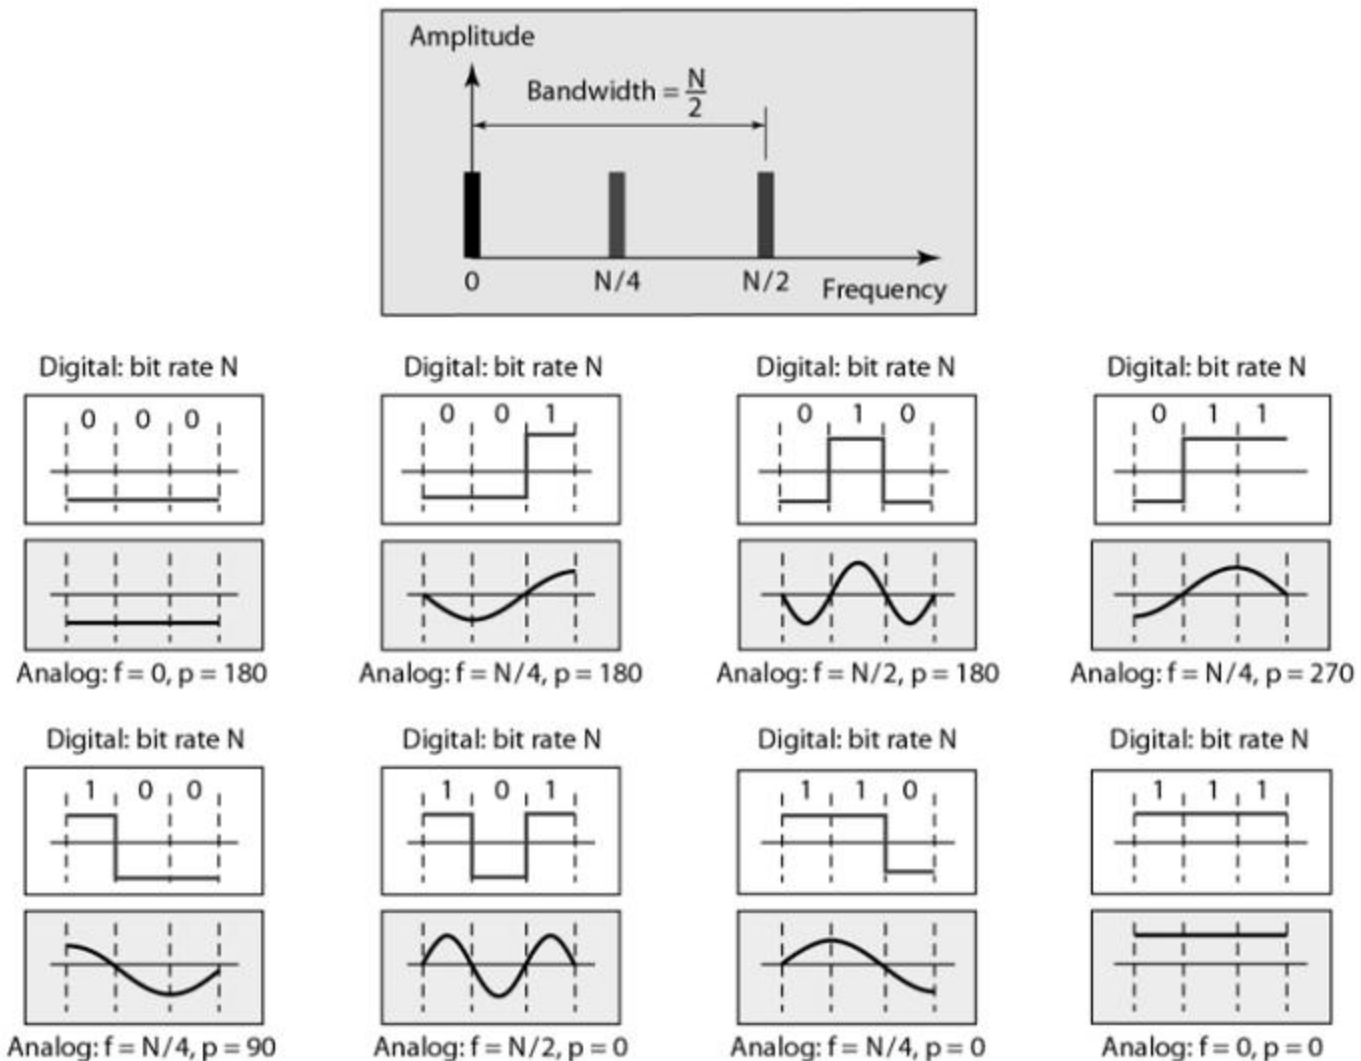 Amplitude
Bandwidth = N/2
0 N/4 N/2 Frequency
Digital: bit rate N Digital: bit rate N Digital: bit rate N Digital: bit rate N
0 0 0 0 0 1 0 1 0 0 1 1
Analog: f = 0, p = 180 Analog: f = N/4, p = 180 Analog: f = N/2, p = 180 Analog: f = N/4, p = 270
Digital: bit rate N Digital: bit rate N Digital: bit rate N Digital: bit rate N
1 0 0 1 0 1 1 1 0 1 1 1
Analog: f = N/4, p = 90 Analog: f = N/2, p = 0 Analog: f = N/4, p = 0 Analog: f = 0, p = 0